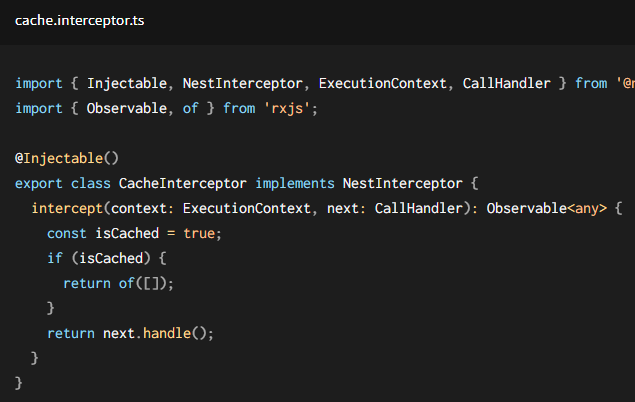 cache.interceptor.ts
import { Injectable, NestInterceptor, ExecutionContext, CallHandler } from '@
import { Observable, of } from 'rxjs';
@Injectable()
export class CacheInterceptor implements NestInterceptor {
intercept(context: ExecutionContext, next: CallHandler): Observable<any> {
const isCached = true;
if (isCached) {
return of([]);
}
return next.handle();
}
}